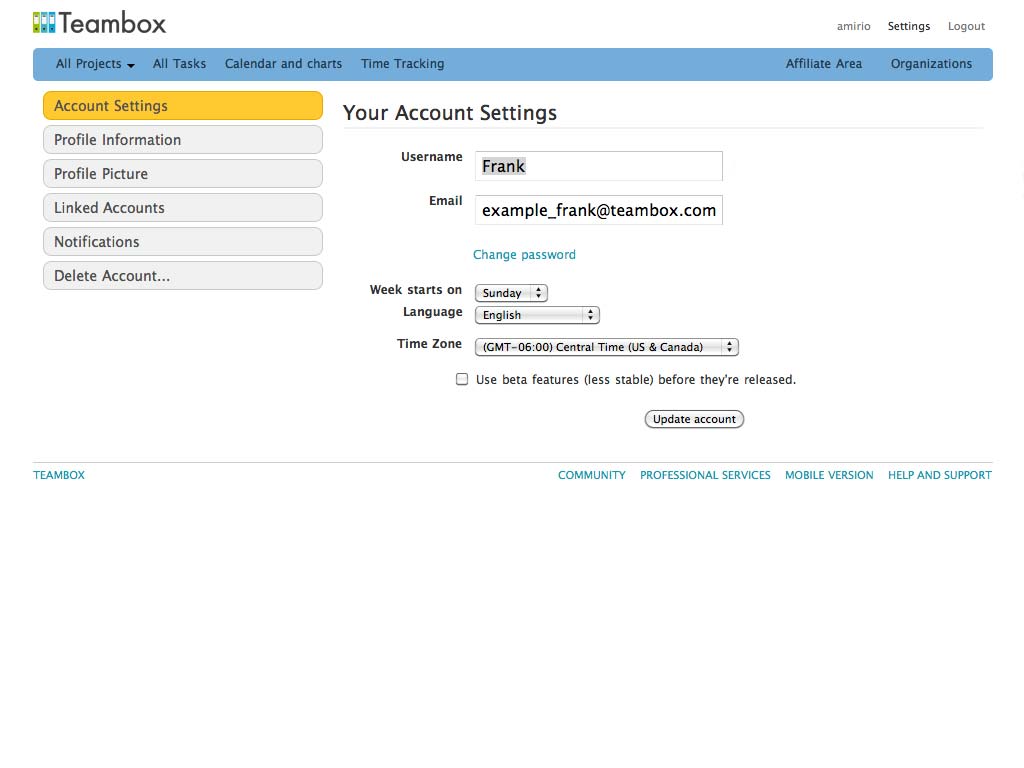 Teambox
amirio Settings Logout
All Projects All Tasks Calendar and charts Time Tracking Affiliate Area Organizations
Account Settings
Profile Information
Profile Picture
Linked Accounts
Notifications
Delete Account...
Your Account Settings
Username Frank
Email example_frank@teambox.com
Change password
Week starts on Sunday
Language English
Time Zone (GMT-06:00) Central Time (US & Canada)
Use beta features (less stable) before they're released.
Update account
TEAMBOX COMMUNITY PROFESSIONAL SERVICES MOBILE VERSION HELP AND SUPPORT